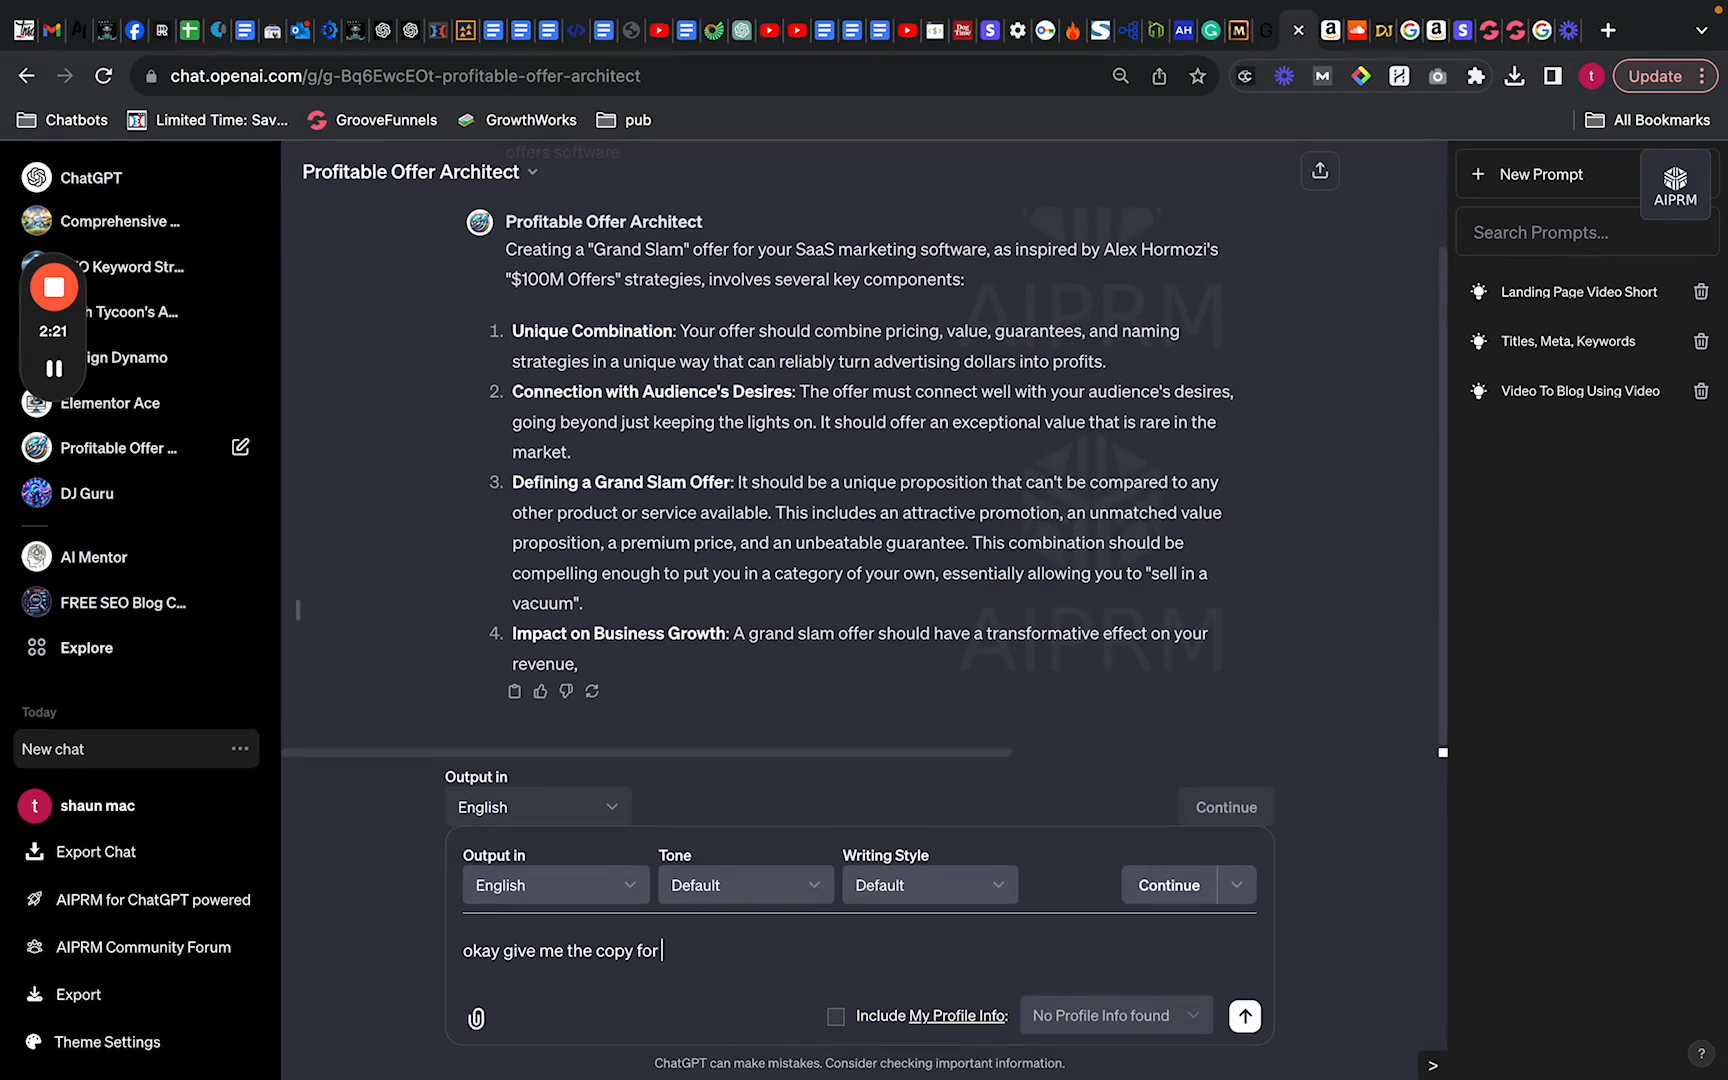 chat.openai.com/g/g-Bq6EwcEOt-profitable-offer-architect
Update
Chatbots
Limited Time: Sav...
GrooveFunnels
GrowthWorks
pub
All Bookmarks
ChatGPT
Comprehensive ...
O Keyword Str...
h Tycoon's A...
ign Dynamo
Elementor Ace
Profitable Offer ...
DJ Guru
AI Mentor
FREE SEO Blog C...
Explore
Today
New chat
shaun mac
Export Chat
AIPRM for ChatGPT powered
AIPRM Community Forum
Export
Theme Settings
2:21
offers software
Profitable Offer Architect
Profitable Offer Architect
Creating a "Grand Slam" offer for your SaaS marketing software, as inspired by Alex Hormozi's
"$100M Offers" strategies, involves several key components:
1. Unique Combination: Your offer should combine pricing, value, guarantees, and naming
strategies in a unique way that can reliably turn advertising dollars into profits.
2. Connection with Audience's Desires: The offer must connect well with your audience's desires,
going beyond just keeping the lights on. It should offer an exceptional value that is rare in the
market.
3. Defining a Grand Slam Offer: It should be a unique proposition that can't be compared to any
other product or service available. This includes an attractive promotion, an unmatched value
proposition, a premium price, and an unbeatable guarantee. This combination should be
compelling enough to put you in a category of your own, essentially allowing you to "sell in a
vacuum".
4. Impact on Business Growth: A grand slam offer should have a transformative effect on your
revenue,
AIPRM
AIPRM
Output in
English
Continue
Output in
Tone
Writing Style
English
Default
Default
Continue
okay give me the copy for
Include My Profile Info:
No Profile Info found
ChatGPT can make mistakes. Consider checking important information.
+ New Prompt
AIPRM
Search Prompts...
Landing Page Video Short
Titles, Meta, Keywords
Video To Blog Using Video
>
?